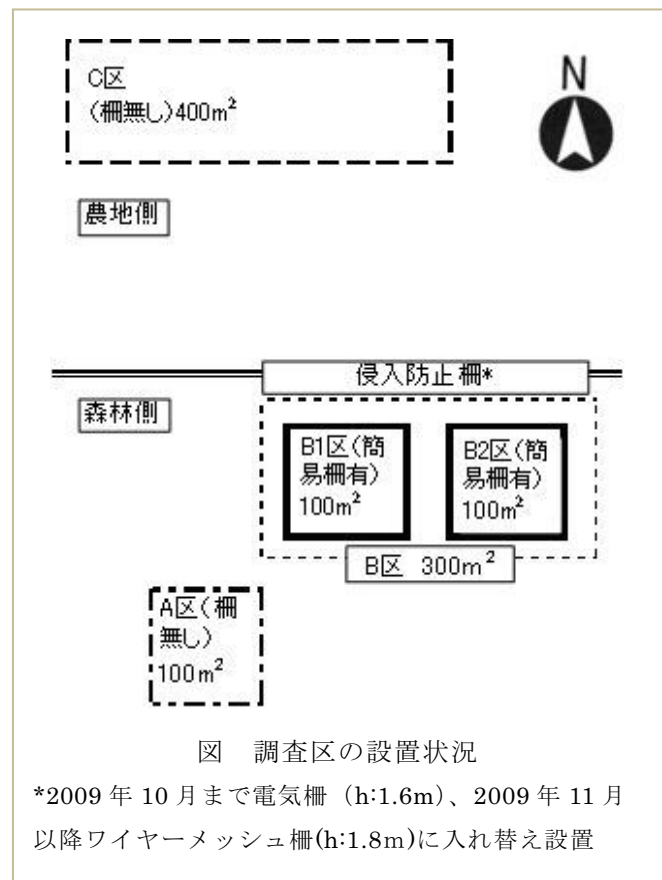 C区
(柵無し)400m²
N
農地側
侵入防止柵*
森林側
B1区(簡
易柵有)
100m²
B2区(簡
易柵有)
100m²
B区 300m²
A区(柵
無し)
100m²
図 調査区の設置状況
*2009 年 10 月まで電気柵（h:1.6m）、2009 年 11 月
以降ワイヤーメッシュ柵(h:1.8m)に入れ替え設置